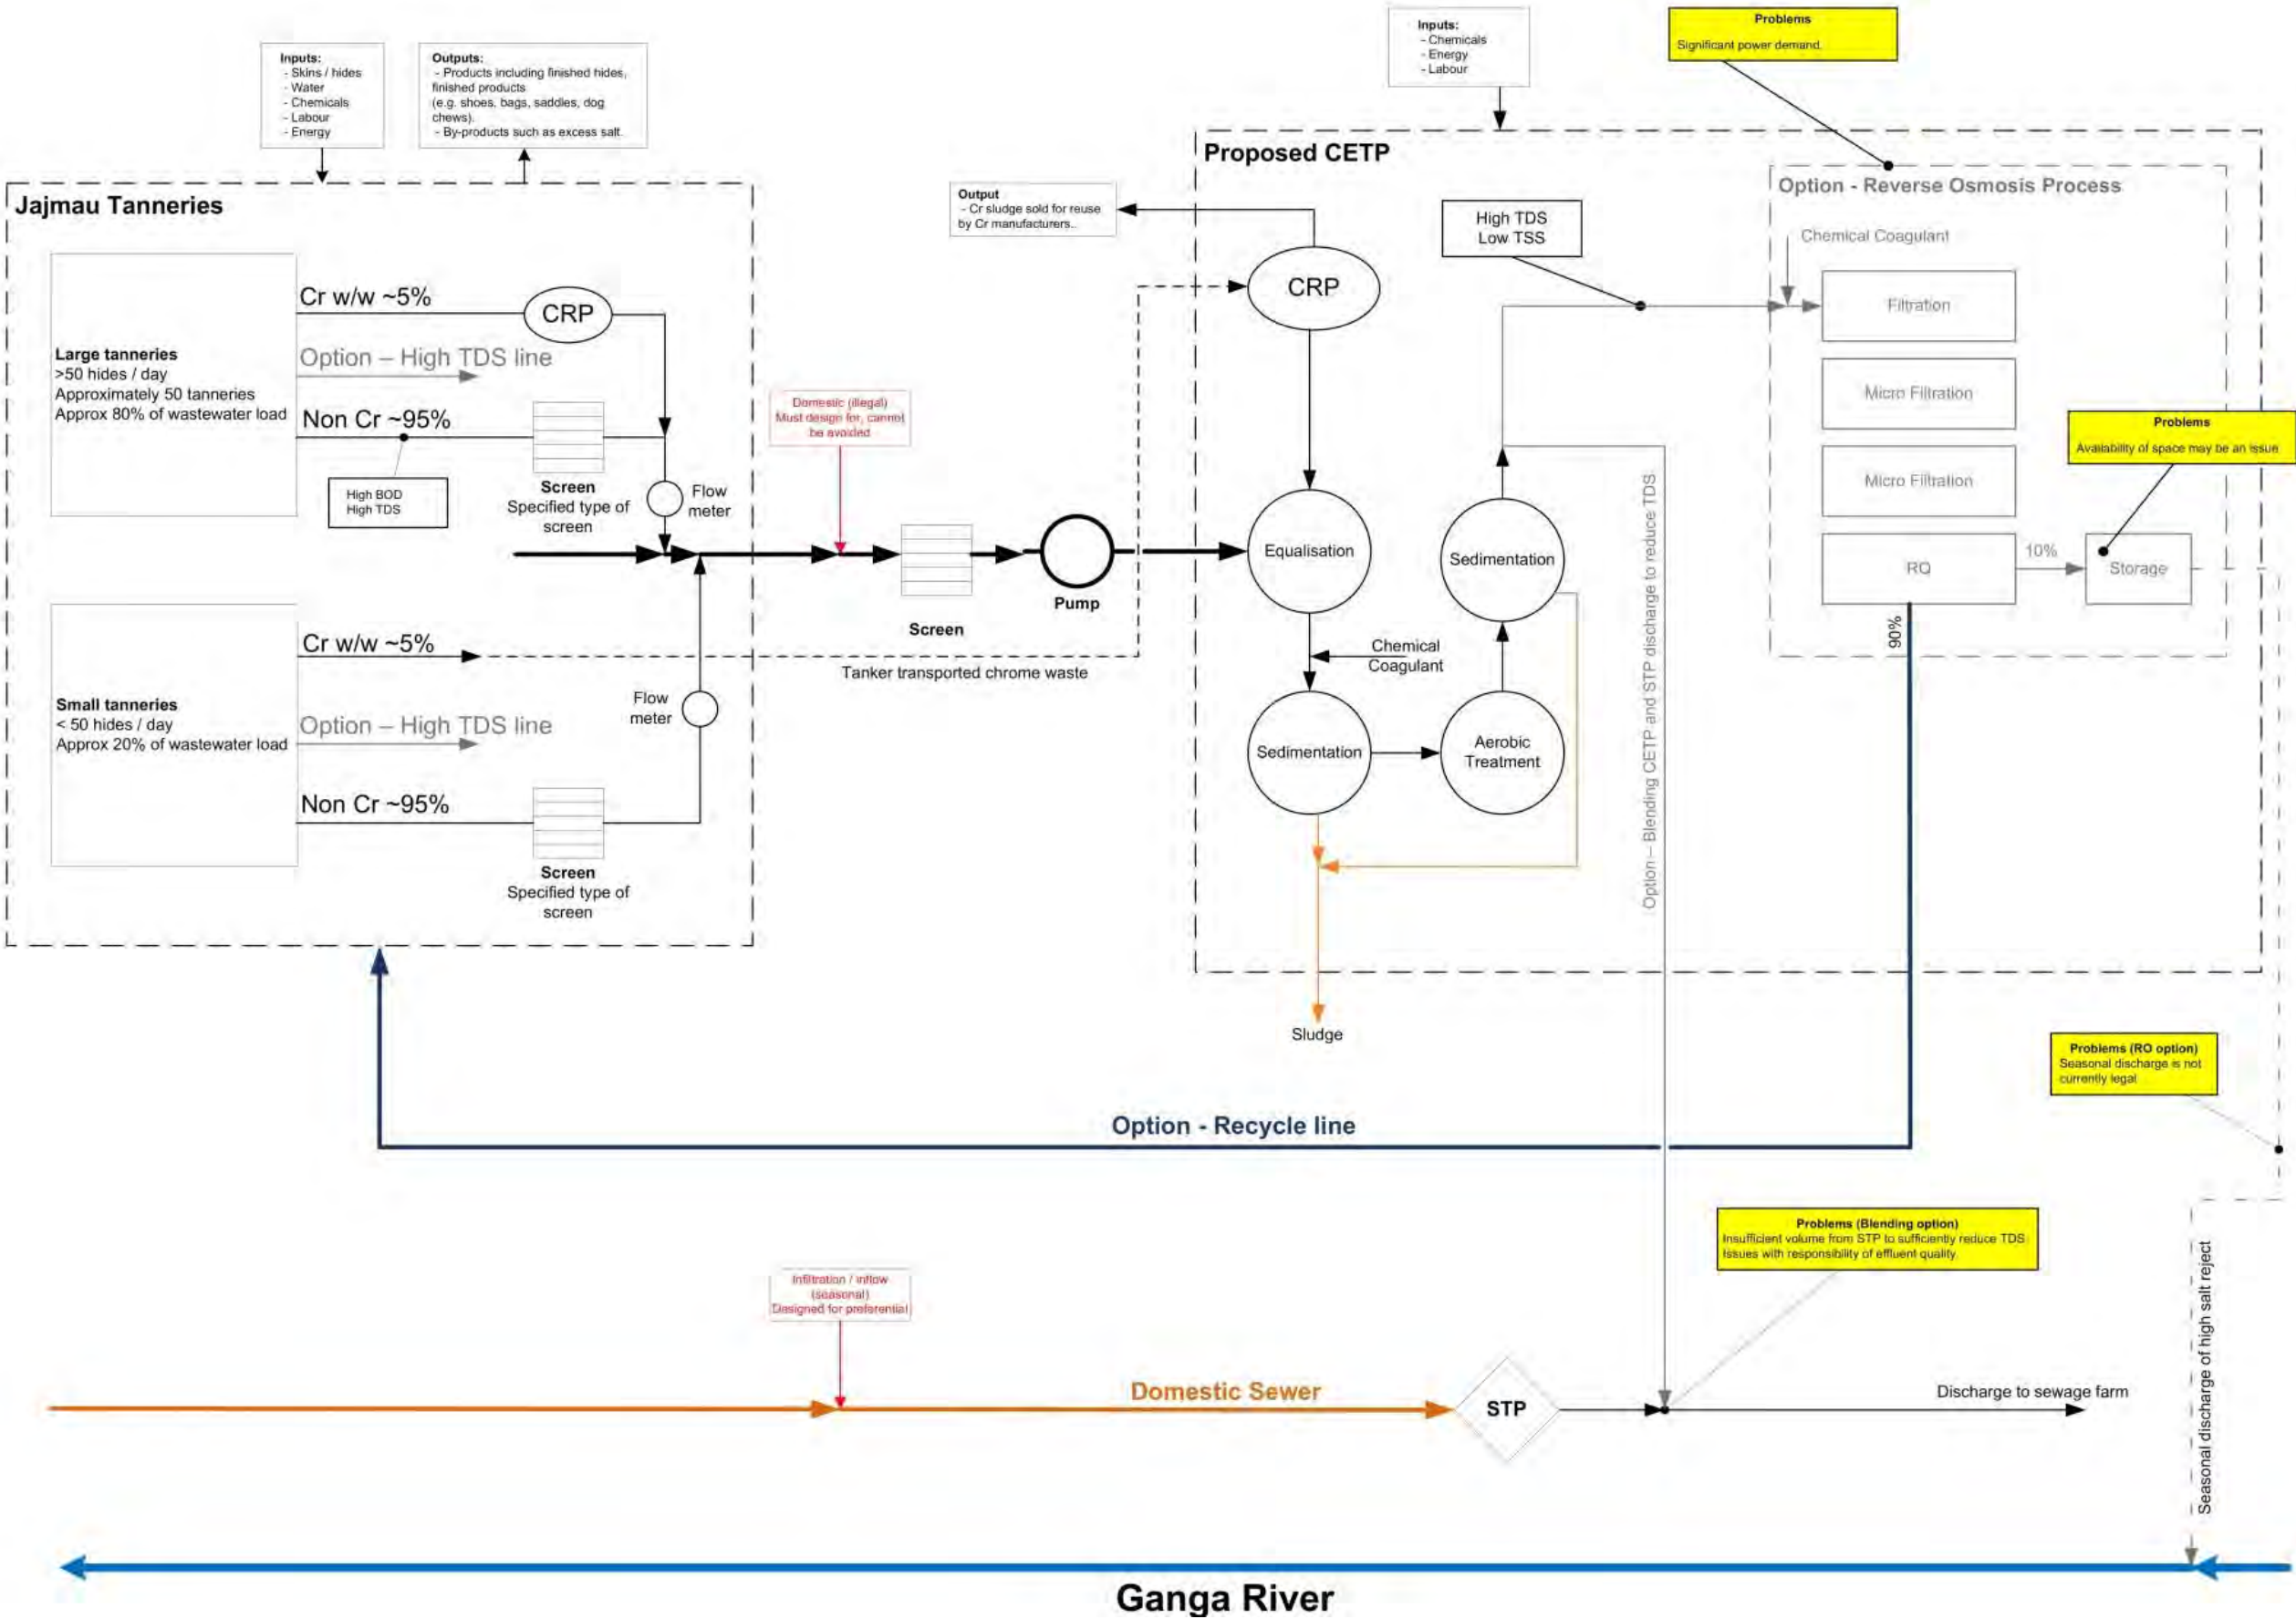 Inputs:
- Skins / hides
- Water
- Chemicals
- Labour
- Energy
Outputs:
- Products including finished hides,
finished products
(e.g. shoes, bags, saddles, dog
chews).
- By-products such as excess salt.
Inputs:
- Chemicals
- Energy
- Labour
Problems
Significant power demand.
Jajmau Tanneries
Large tanneries
>50 hides / day
Approximately 50 tanneries
Approx 80% of wastewater load
Cr w/w ~5%
CRP
Option – High TDS line
Non Cr ~95%
High BOD
High TDS
Screen
Specified type of
screen
Flow
meter
Small tanneries
< 50 hides / day
Approx 20% of wastewater load
Cr w/w ~5%
Option – High TDS line
Non Cr ~95%
Screen
Specified type of
screen
Flow
meter
Domestic (illegal)
Must design for, cannot
be avoided
Screen
Pump
Tanker transported chrome waste
Output
- Cr sludge sold for reuse
by Cr manufacturers..
Proposed CETP
CRP
Equalisation
Chemical
Coagulant
Sedimentation
Aerobic
Treatment
Sedimentation
Sludge
High TDS
Low TSS
Option – Blending CETP and STP discharge to reduce TDS
Option - Reverse Osmosis Process
Chemical Coagulant
Filtration
Micro Filtration
Micro Filtration
RO
10%
Storage
90%
Problems
Availability of space may be an issue
Problems (RO option)
Seasonal discharge is not
currently legal
Option - Recycle line
Problems (Blending option)
Insufficient volume from STP to sufficiently reduce TDS
Issues with responsibility of effluent quality.
Infiltration / inflow
(seasonal)
Designed for preferential
Domestic Sewer
STP
Discharge to sewage farm
Seasonal discharge of high salt reject
Ganga River